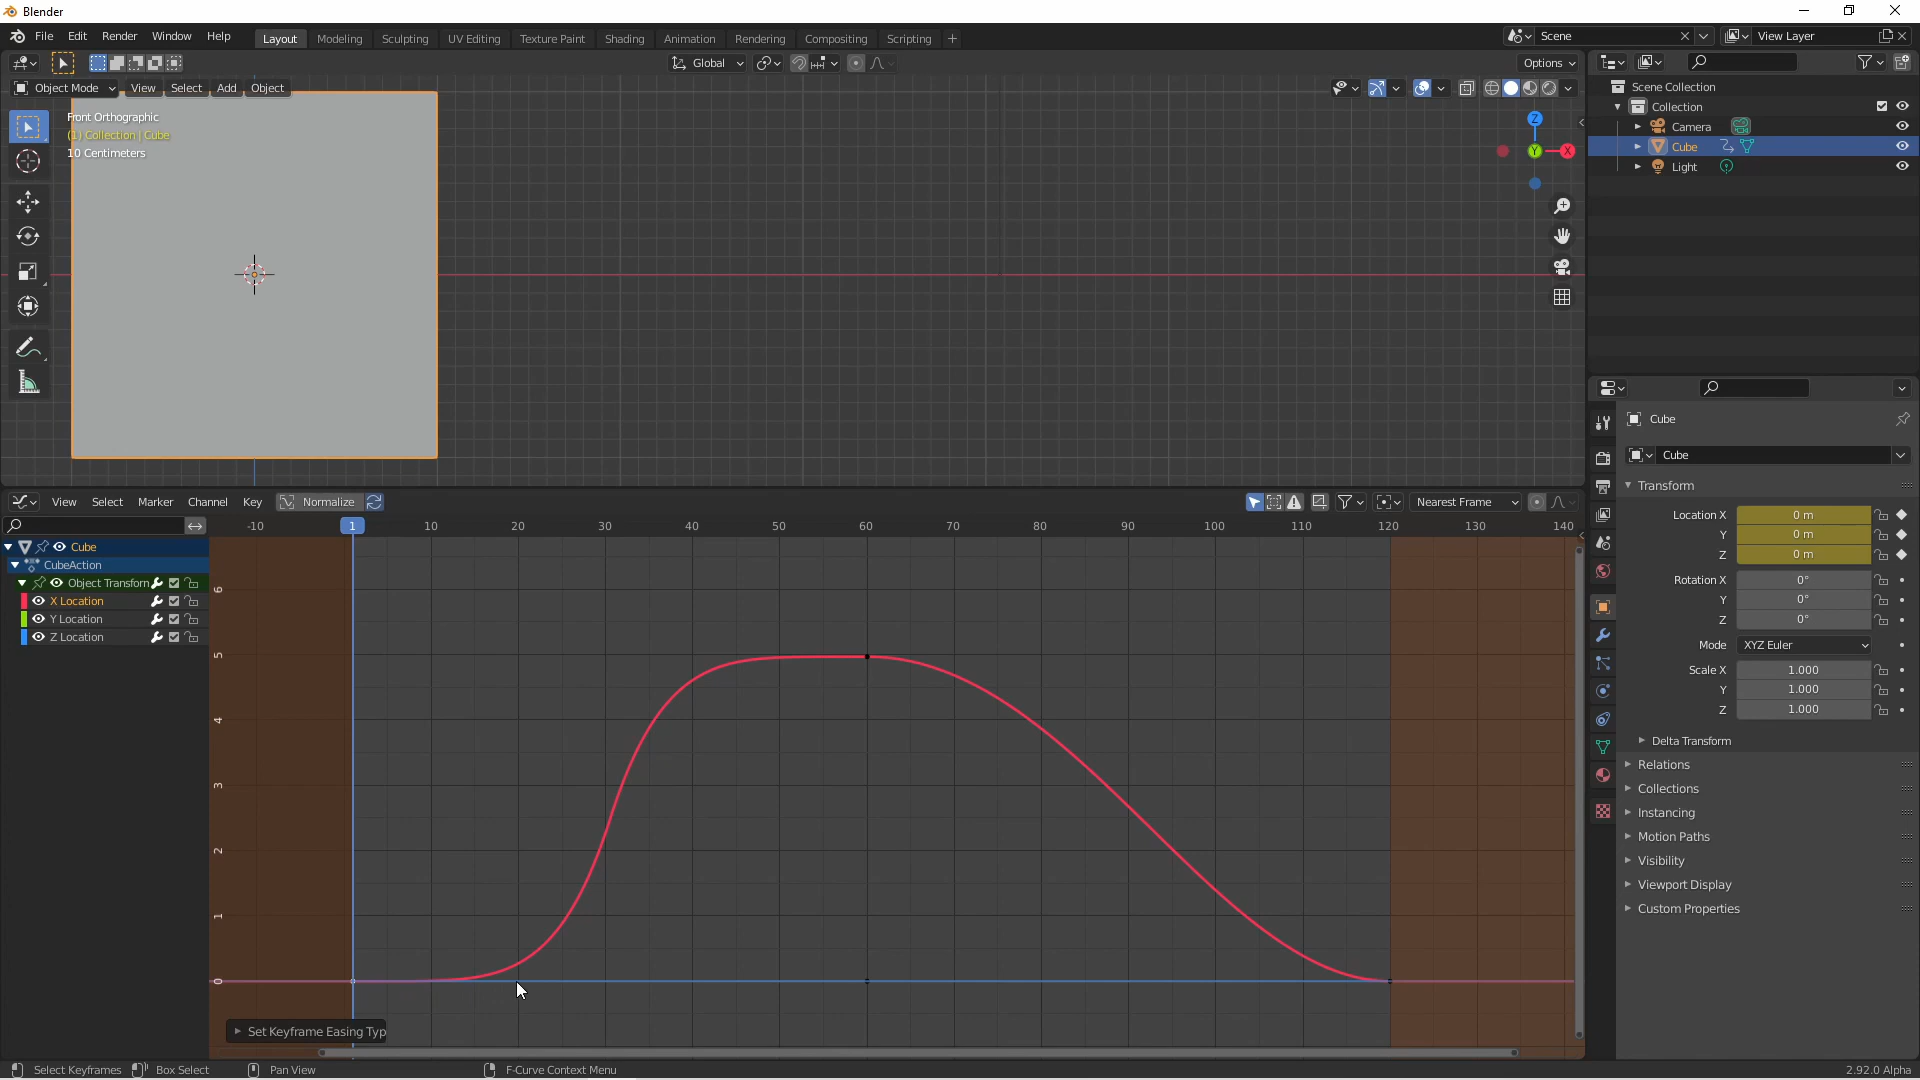 Blender
File Edit Render Window Help
Layout Modeling Sculpting UV Editing Texture Paint Shading Animation Rendering Compositing Scripting +
Scene
View Layer
Global
Options
Object Mode View Select Add Object
Front Orthographic
(1) Collection | Cube
10 Centimeters
Z
Y
X
Scene Collection
Collection
Camera
Cube
Light
Cube
Cube
Transform
Location X 0 m
Y 0 m
Z 0 m
Rotation X 0°
Y 0°
Z 0°
Mode XYZ Euler
Scale X 1.000
Y 1.000
Z 1.000
Delta Transform
Relations
Collections
Instancing
Motion Paths
Visibility
Viewport Display
Custom Properties
View Select Marker Channel Key Normalize
Nearest Frame
-10 1 10 20 30 40 50 60 70 80 90 100 110 120 130 140
Cube
CubeAction
Object Transforn
X Location
Y Location
Z Location
6
5
4
3
2
1
0
Set Keyframe Easing Typ
Select Keyframes Box Select Pan View F-Curve Context Menu
2.92.0 Alpha